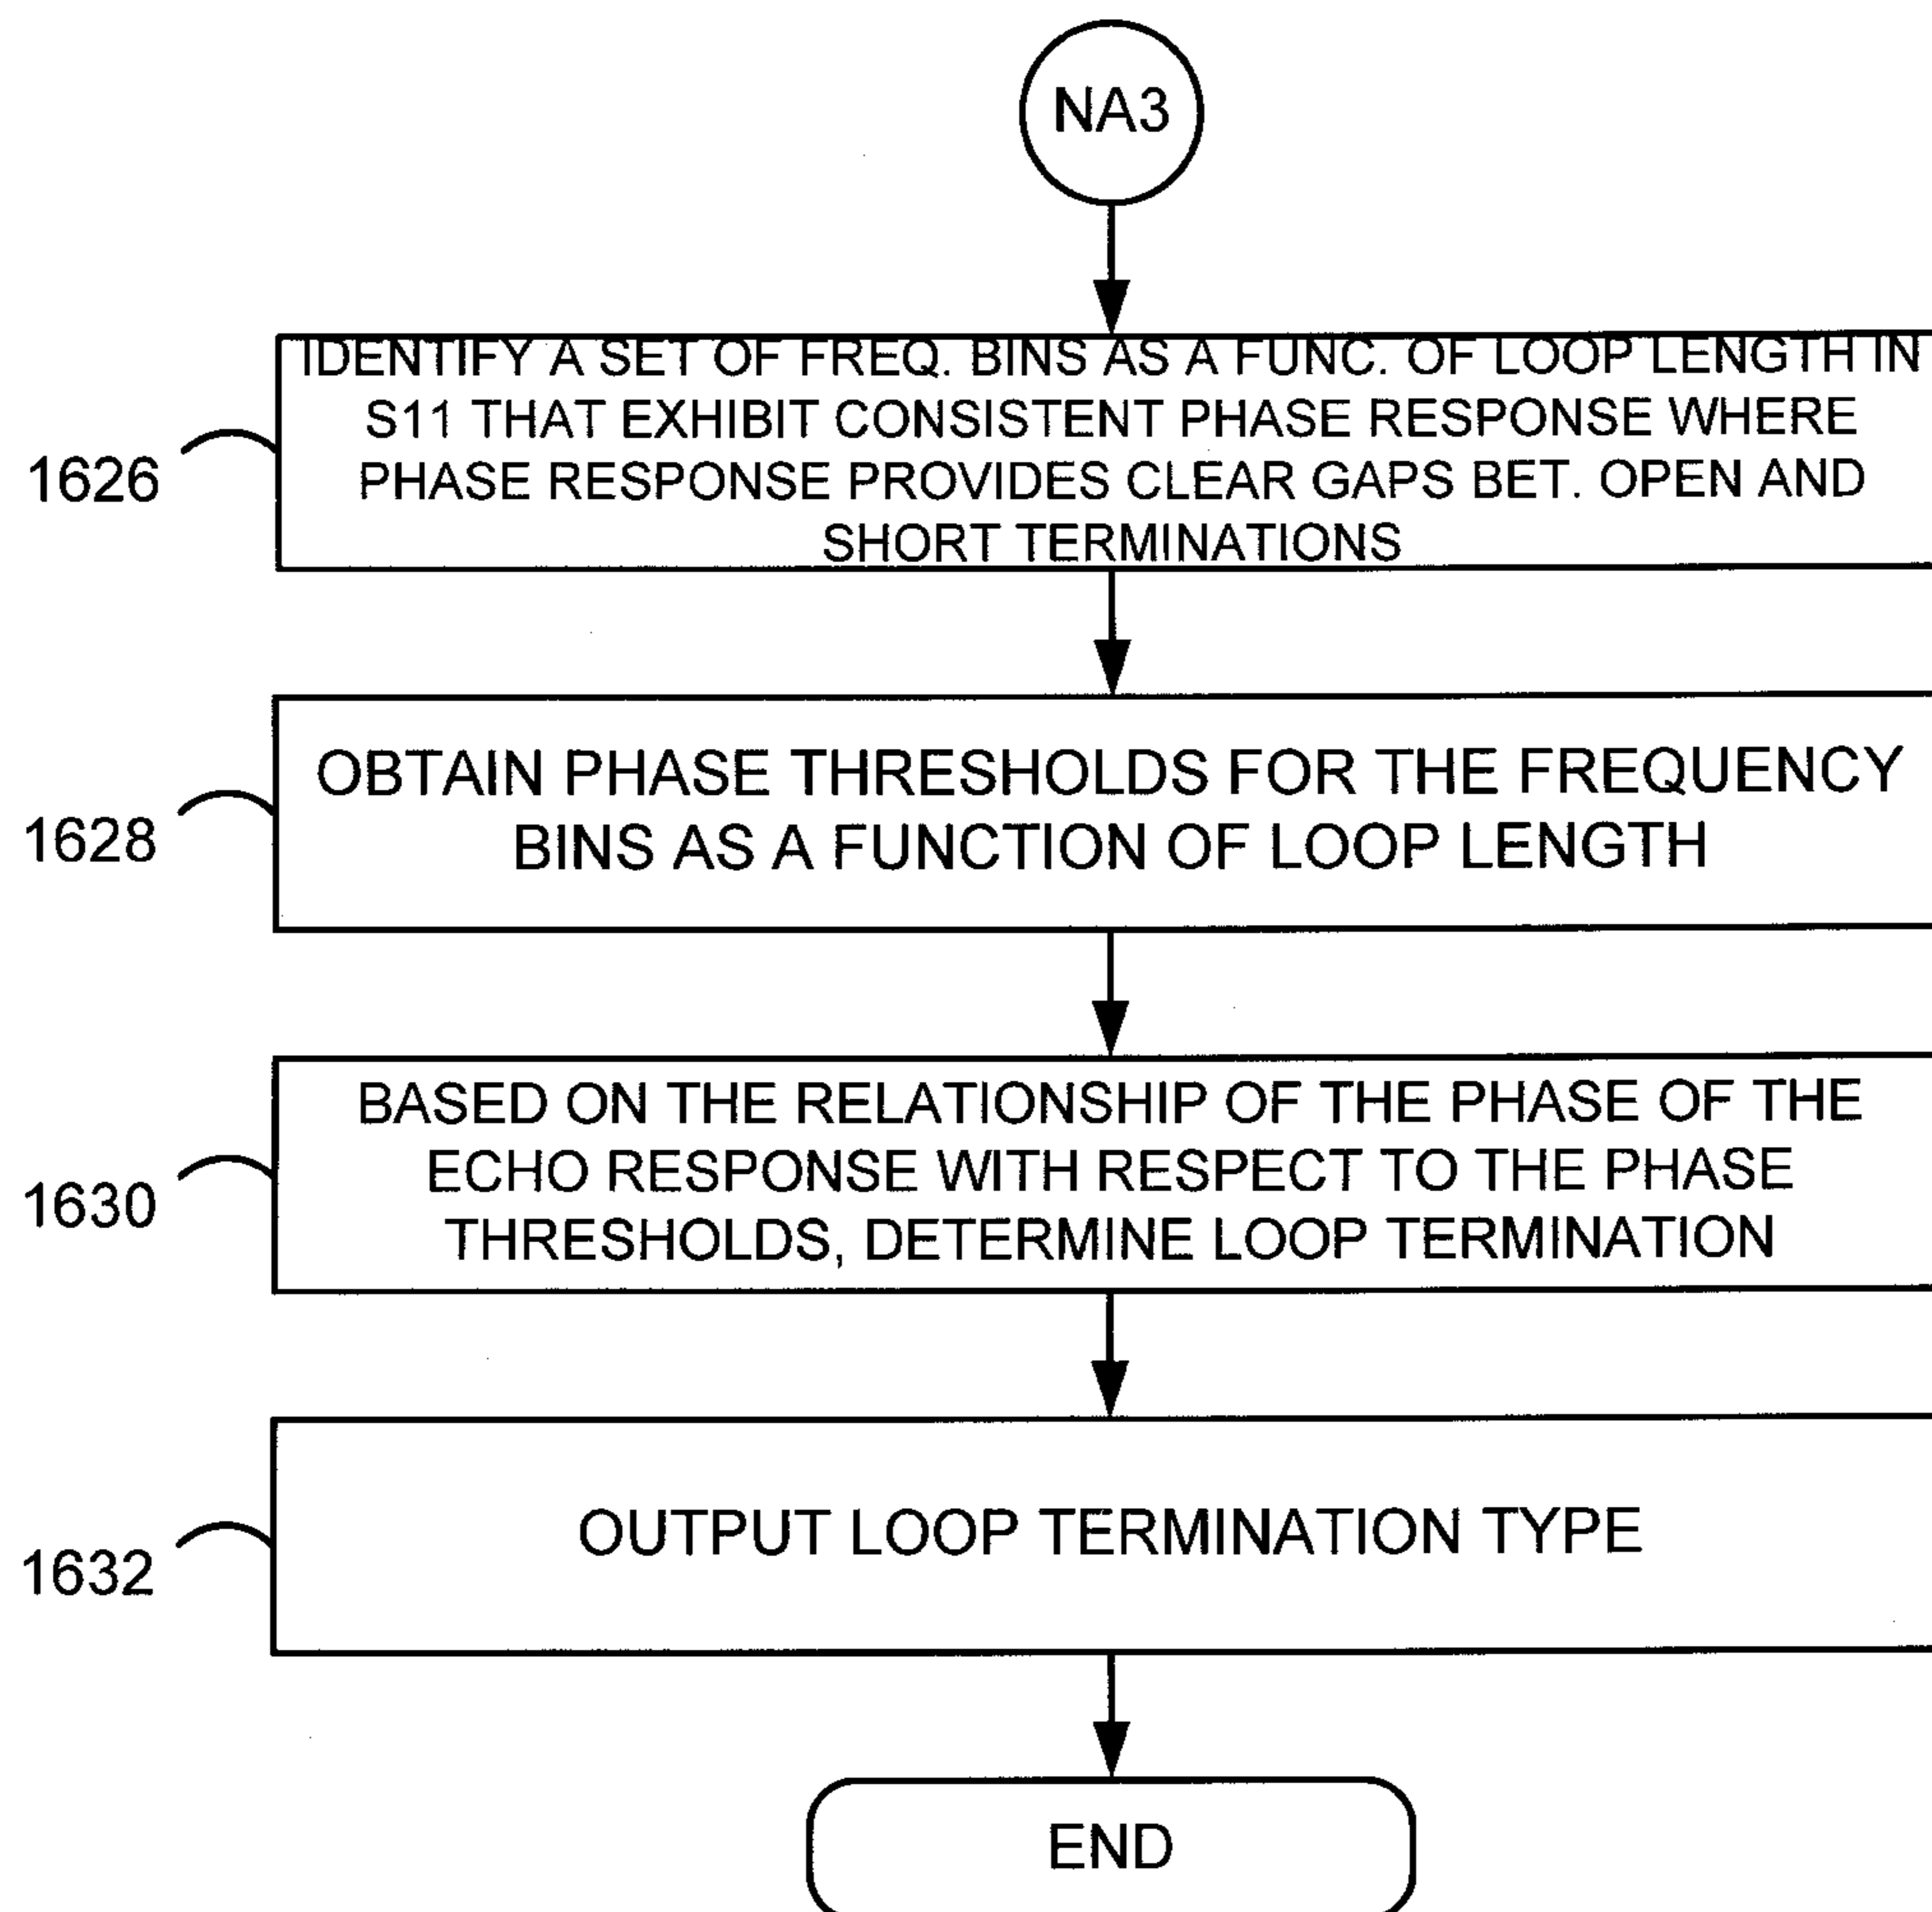 NA3
IDENTIFY A SET OF FREQ. BINS AS A FUNC. OF LOOP LENGTH IN
S11 THAT EXHIBIT CONSISTENT PHASE RESPONSE WHERE
PHASE RESPONSE PROVIDES CLEAR GAPS BET. OPEN AND
SHORT TERMINATIONS
1626
OBTAIN PHASE THRESHOLDS FOR THE FREQUENCY
BINS AS A FUNCTION OF LOOP LENGTH
1628
BASED ON THE RELATIONSHIP OF THE PHASE OF THE
ECHO RESPONSE WITH RESPECT TO THE PHASE
THRESHOLDS, DETERMINE LOOP TERMINATION
1630
OUTPUT LOOP TERMINATION TYPE
1632
END